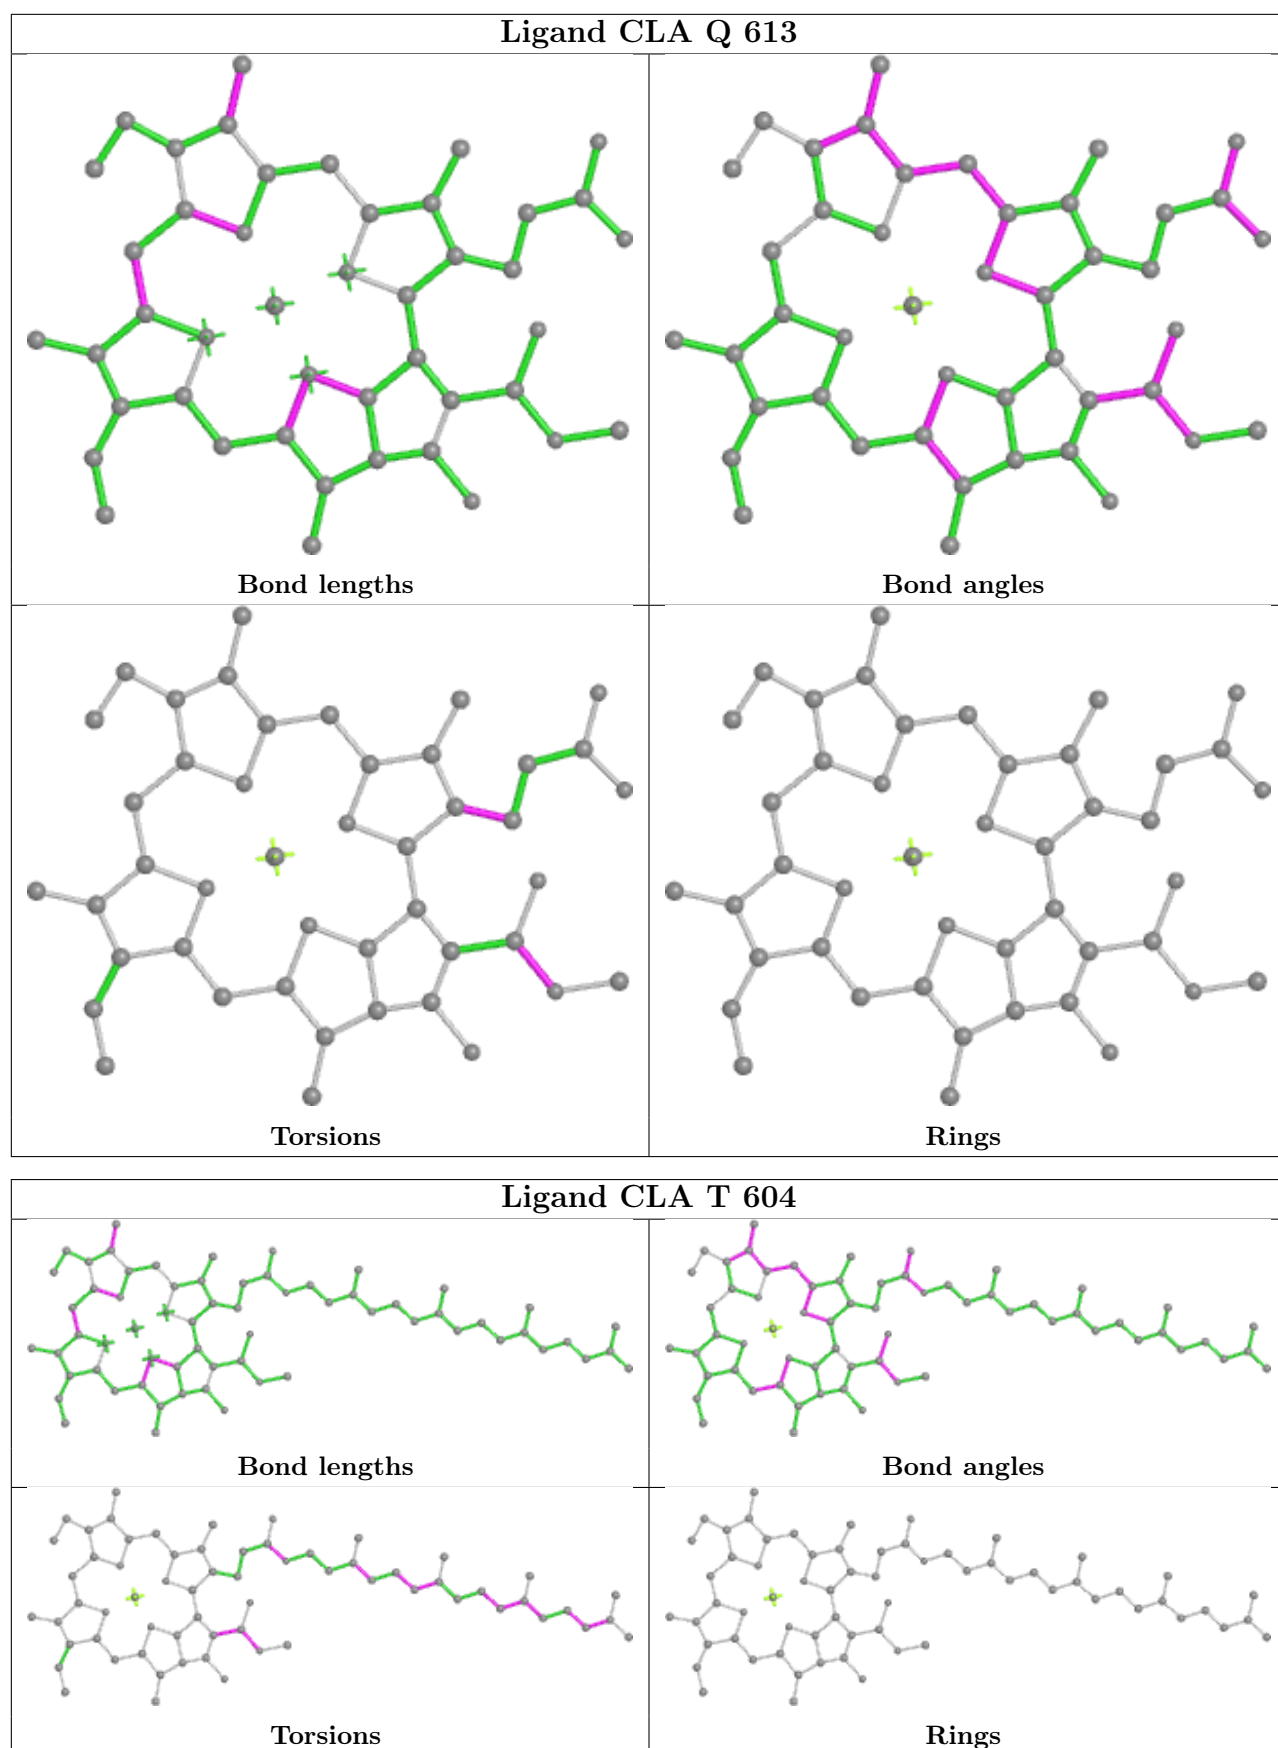 Ligand CLA Q 613
Bond lengths
Bond angles
Torsions
Rings
Ligand CLA T 604
Bond lengths
Bond angles
Torsions
Rings